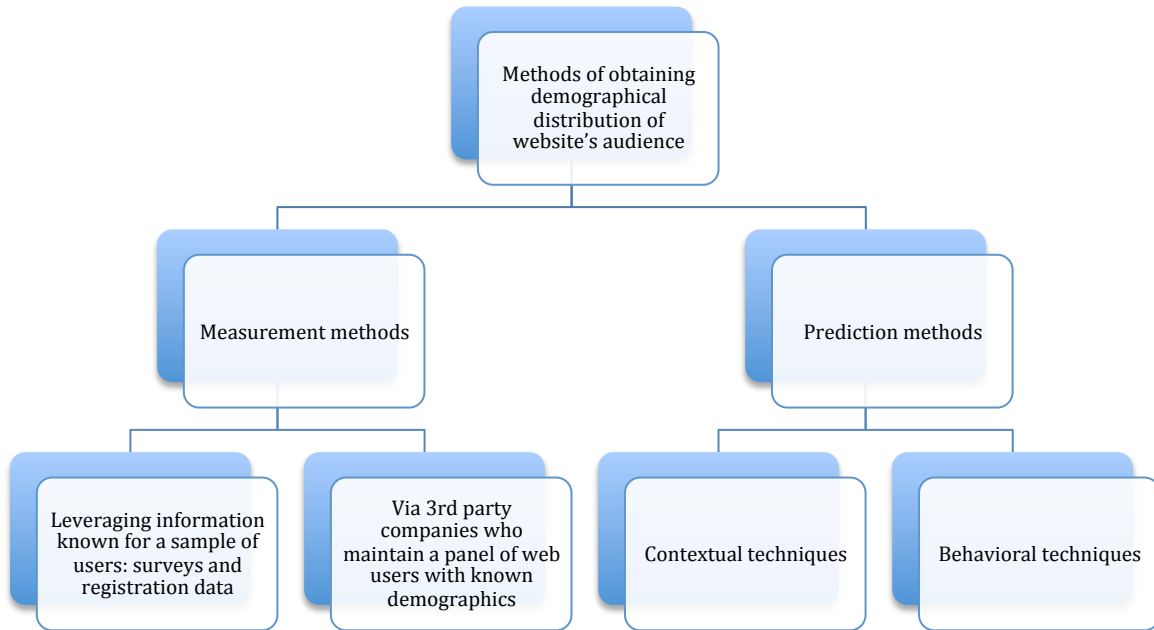 Methods of obtaining
demographical
distribution of
website’s audience
Measurement methods
Prediction methods
Leveraging information
known for a sample of
users: surveys and
registration data
Via 3rd party
companies who
maintain a panel of web
users with known
demographics
Contextual techniques
Behavioral techniques